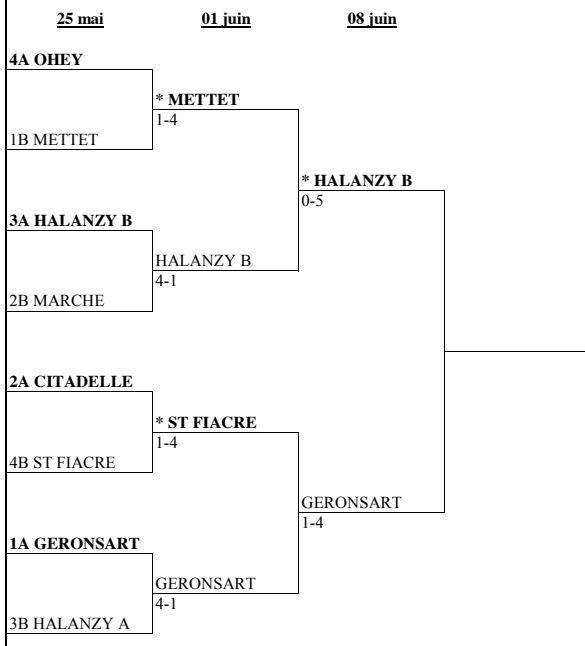 25 mai 01 juin 08 juin
4A OHEY
* METTET
1-4
1B METTET
* HALANZY B
0-5
3A HALANZY B
HALANZY B
4-1
2B MARCHE
2A CITADELLE
* ST FIACRE
1-4
4B ST FIACRE
GERONSART
1-4
1A GERONSART
GERONSART
4-1
3B HALANZY A